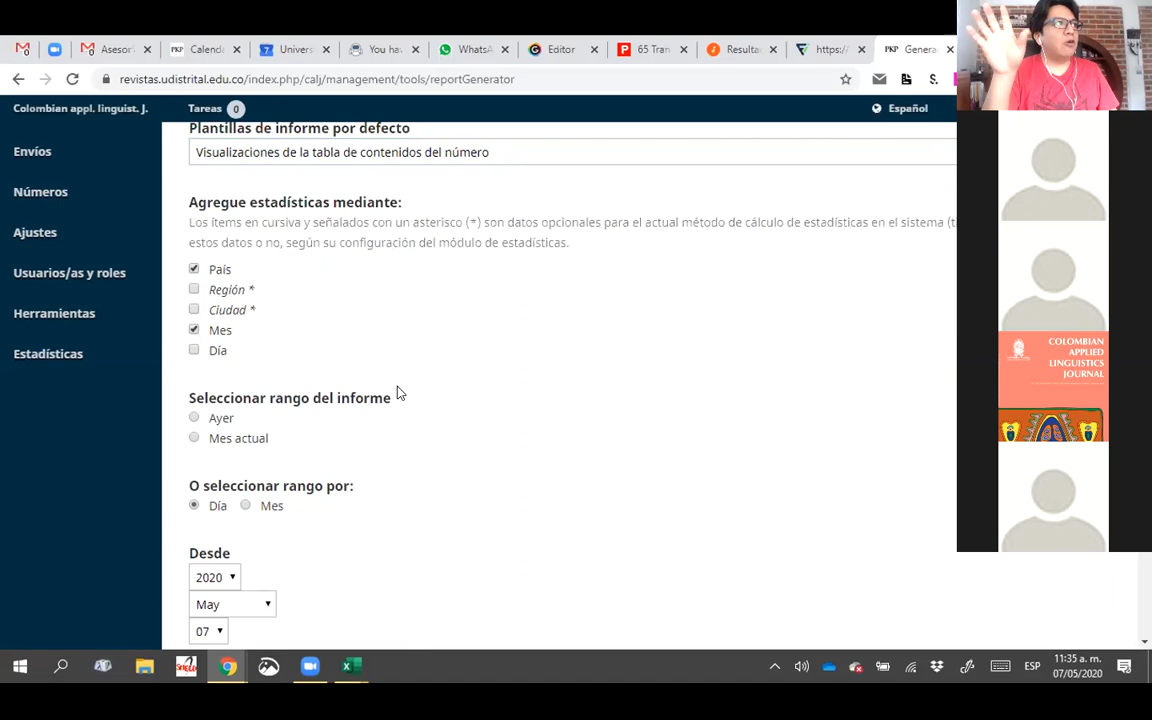 Asesor
Calenda
Univers
You hav
WhatsA
Editor
65 Tran
Resulta
https://
Genera
revistas.udistrital.edu.co/index.php/calj/management/tools/reportGenerator
Colombian appl. linguist. J.
Tareas 0
Español
Envíos
Números
Ajustes
Usuarios/as y roles
Herramientas
Estadísticas
Plantillas de informe por defecto
Visualizaciones de la tabla de contenidos del número
Agregue estadísticas mediante:
Los ítems en cursiva y señalados con un asterisco (*) son datos opcionales para el actual método de cálculo de estadísticas en el sistema
estos datos o no, según su configuración del módulo de estadísticas.
País
Región *
Ciudad *
Mes
Día
Seleccionar rango del informe
Ayer
Mes actual
O seleccionar rango por:
Día Mes
Desde
2020
May
07
COLOMBIAN
APPLIED
LINGUISTICS
JOURNAL
ESP
11:35 a. m.
07/05/2020